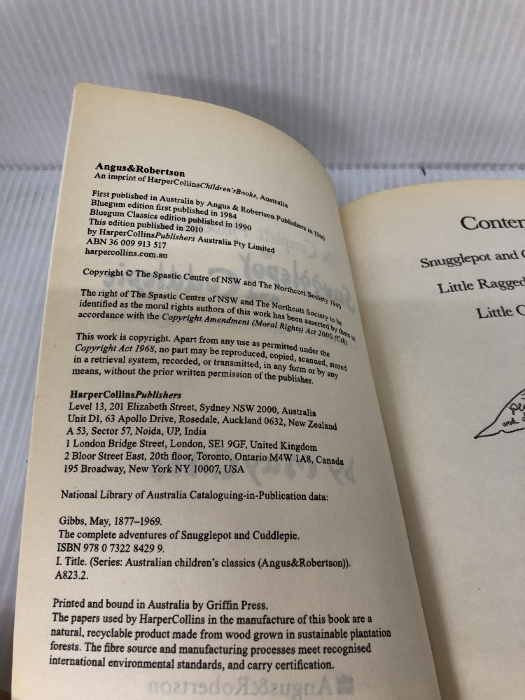 Angus&Robertson
An imprint of HarperCollinsChildren'sBooks, Australia
First published in Australia by Angus & Robertson Publishers in 1940
Bluegum edition first published in 1984
Bluegum Classics edition published in 1990
This edition published in 2010
by HarperCollinsPublishers Australia Pty Limited
ABN 36 009 913 517
harpercollins.com.au
Copyright © The Spastic Centre of NSW and The Northcott Society 1940
The right of The Spastic Centre of NSW and The Northcott Society to be
identified as the moral rights authors of this work has been asserted by them in
accordance with the Copyright Amendment (Moral Rights) Act 2000 (Cth).
This work is copyright. Apart from any use as permitted under the
Copyright Act 1968, no part may be reproduced, copied, scanned, stored
in a retrieval system, recorded, or transmitted, in any form or by any
means, without the prior written permission of the publisher.
HarperCollinsPublishers
Level 13, 201 Elizabeth Street, Sydney NSW 2000, Australia
Unit D1, 63 Apollo Drive, Rosedale, Auckland 0632, New Zealand
A 53, Sector 57, Noida, UP, India
1 London Bridge Street, London, SE1 9GF, United Kingdom
2 Bloor Street East, 20th floor, Toronto, Ontario M4W 1A8, Canada
195 Broadway, New York NY 10007, USA
National Library of Australia Cataloguing-in-Publication data:
Gibbs, May, 1877–1969.
The complete adventures of Snugglepot and Cuddlepie.
ISBN 978 0 7322 8429 9.
I. Title. (Series: Australian children's classics (Angus&Robertson)).
A823.2.
Printed and bound in Australia by Griffin Press.
The papers used by HarperCollins in the manufacture of this book are a
natural, recyclable product made from wood grown in sustainable plantation
forests. The fibre source and manufacturing processes meet recognised
international environmental standards, and carry certification.
Conten
Snugglepot and C
Little Ragged
Little O
and